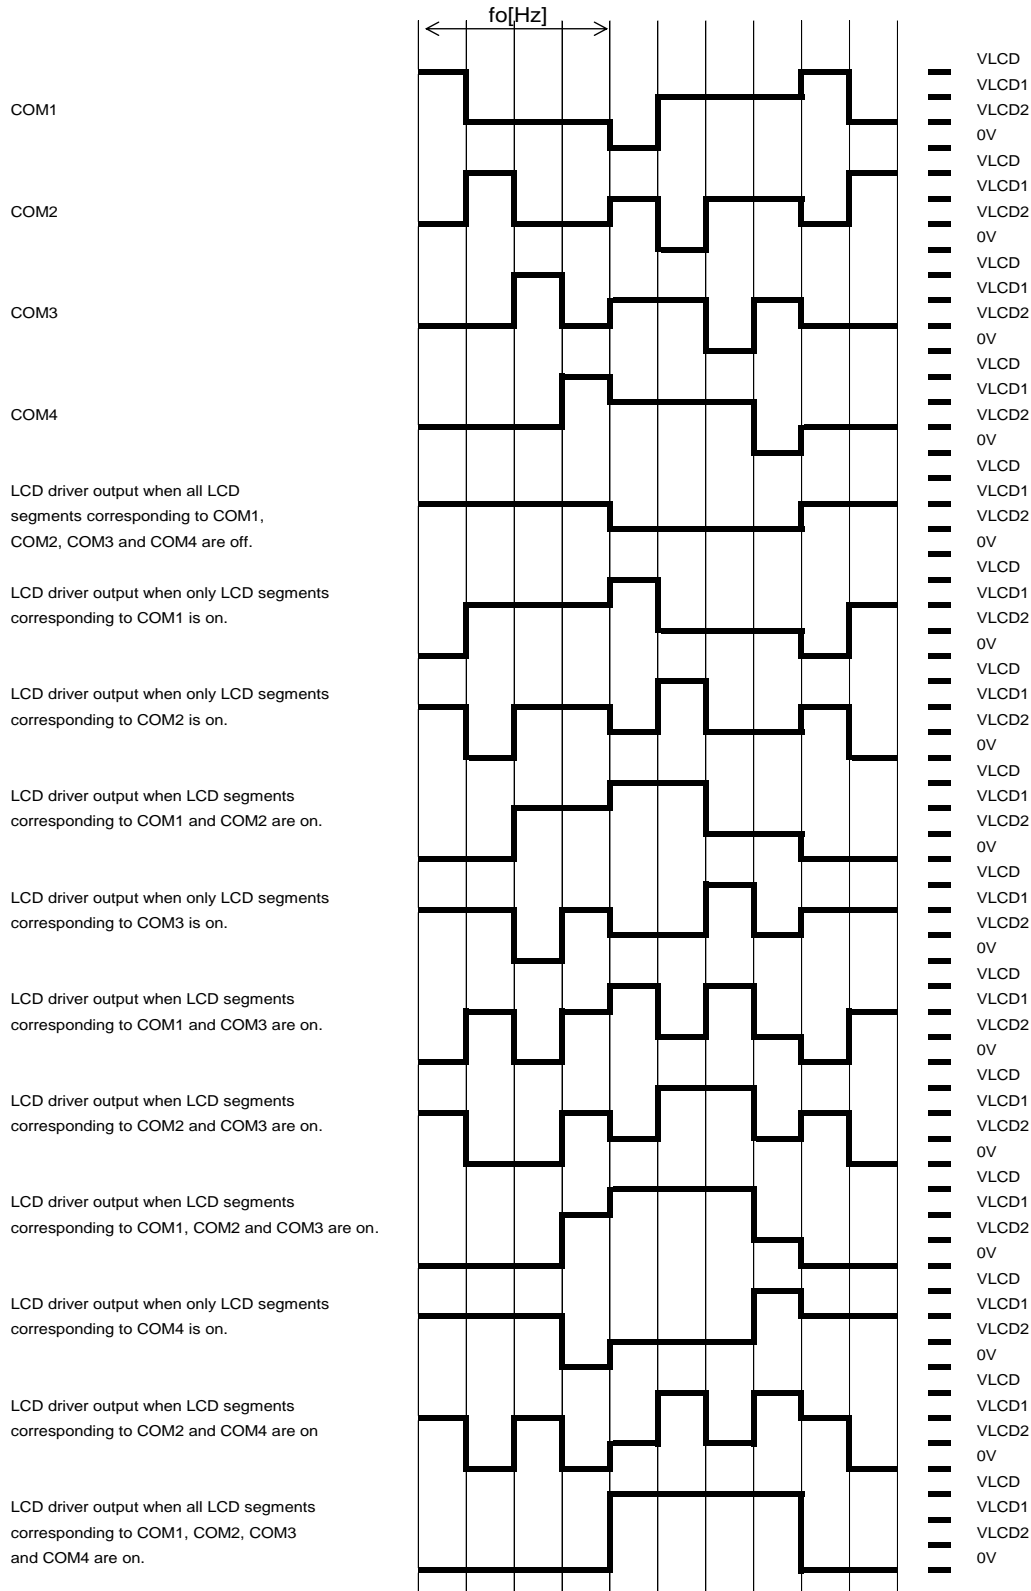 fo[Hz]
VLCD
VLCD1
COM1
VLCD2
0V
VLCD
VLCD1
COM2
VLCD2
0V
VLCD
VLCD1
COM3
VLCD2
0V
VLCD
VLCD1
COM4
VLCD2
0V
VLCD
LCD driver output when all LCD
VLCD1
segments corresponding to COM1,
VLCD2
COM2, COM3 and COM4 are off.
0V
VLCD
LCD driver output when only LCD segments
VLCD1
corresponding to COM1 is on.
VLCD2
0V
VLCD
LCD driver output when only LCD segments
VLCD1
corresponding to COM2 is on.
VLCD2
0V
VLCD
LCD driver output when LCD segments
VLCD1
corresponding to COM1 and COM2 are on.
VLCD2
0V
VLCD
LCD driver output when only LCD segments
VLCD1
corresponding to COM3 is on.
VLCD2
0V
VLCD
LCD driver output when LCD segments
VLCD1
corresponding to COM1 and COM3 are on.
VLCD2
0V
VLCD
LCD driver output when LCD segments
VLCD1
corresponding to COM2 and COM3 are on.
VLCD2
0V
VLCD
LCD driver output when LCD segments
VLCD1
corresponding to COM1, COM2 and COM3 are on.
VLCD2
0V
VLCD
LCD driver output when only LCD segments
VLCD1
corresponding to COM4 is on.
VLCD2
0V
VLCD
LCD driver output when LCD segments
VLCD1
corresponding to COM2 and COM4 are on
VLCD2
0V
VLCD
LCD driver output when all LCD segments
VLCD1
corresponding to COM1, COM2, COM3
VLCD2
and COM4 are on.
0V